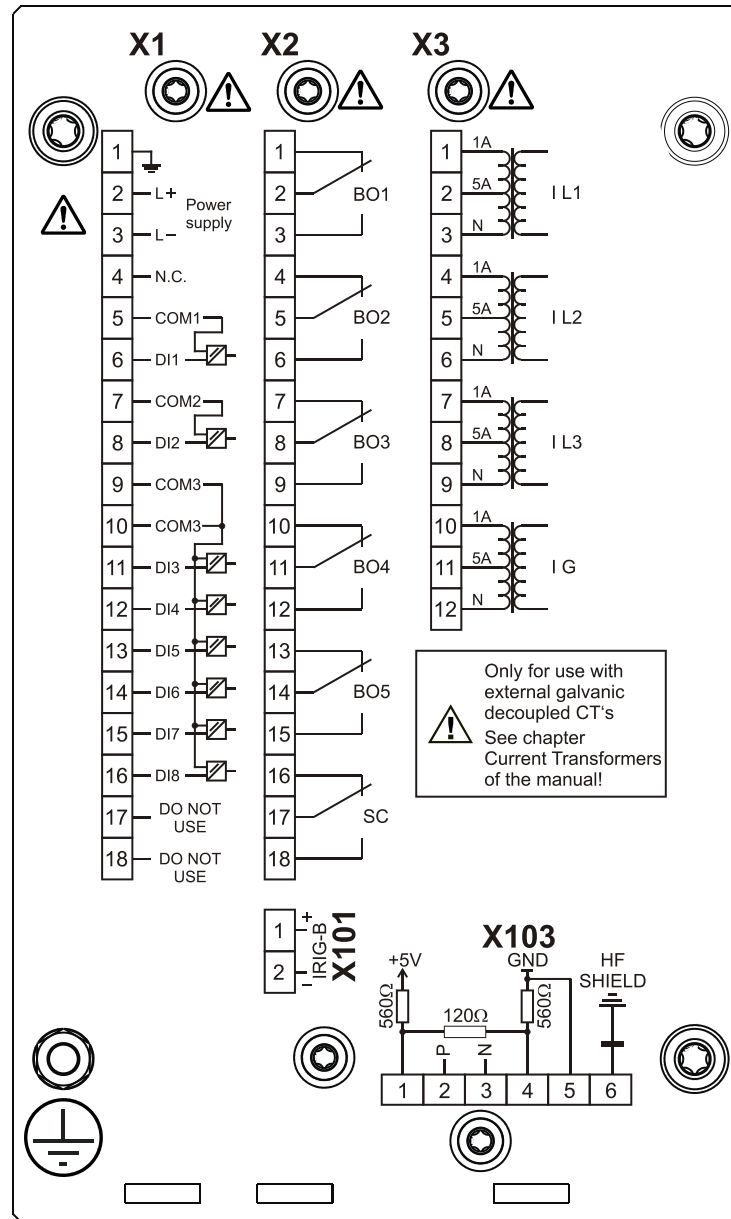 X1 X2 X3
1
2 L+
3 L−
Power
supply
4 N.C.
5 COM1
6 DI1
7 COM2
8 DI2
9 COM3
10 COM3
11 DI3
12 DI4
13 DI5
14 DI6
15 DI7
16 DI8
17 DO NOT
USE
18 DO NOT
USE
1
2 BO1
3
4
5 BO2
6
7
8 BO3
9
10
11 BO4
12
13
14 BO5
15
16
17 SC
18
1 1A
2 5A I L1
3 N
4 1A
5 5A I L2
6 N
7 1A
8 5A I L3
9 N
10 1A
11 5A I G
12 N
Only for use with
external galvanic
decoupled CT‘s
See chapter
Current Transformers
of the manual!
1 +
2 −
IRIG-B
X101
X103
+5V GND HF
SHIELD
560Ω 120Ω 560Ω
P N
1 2 3 4 5 6